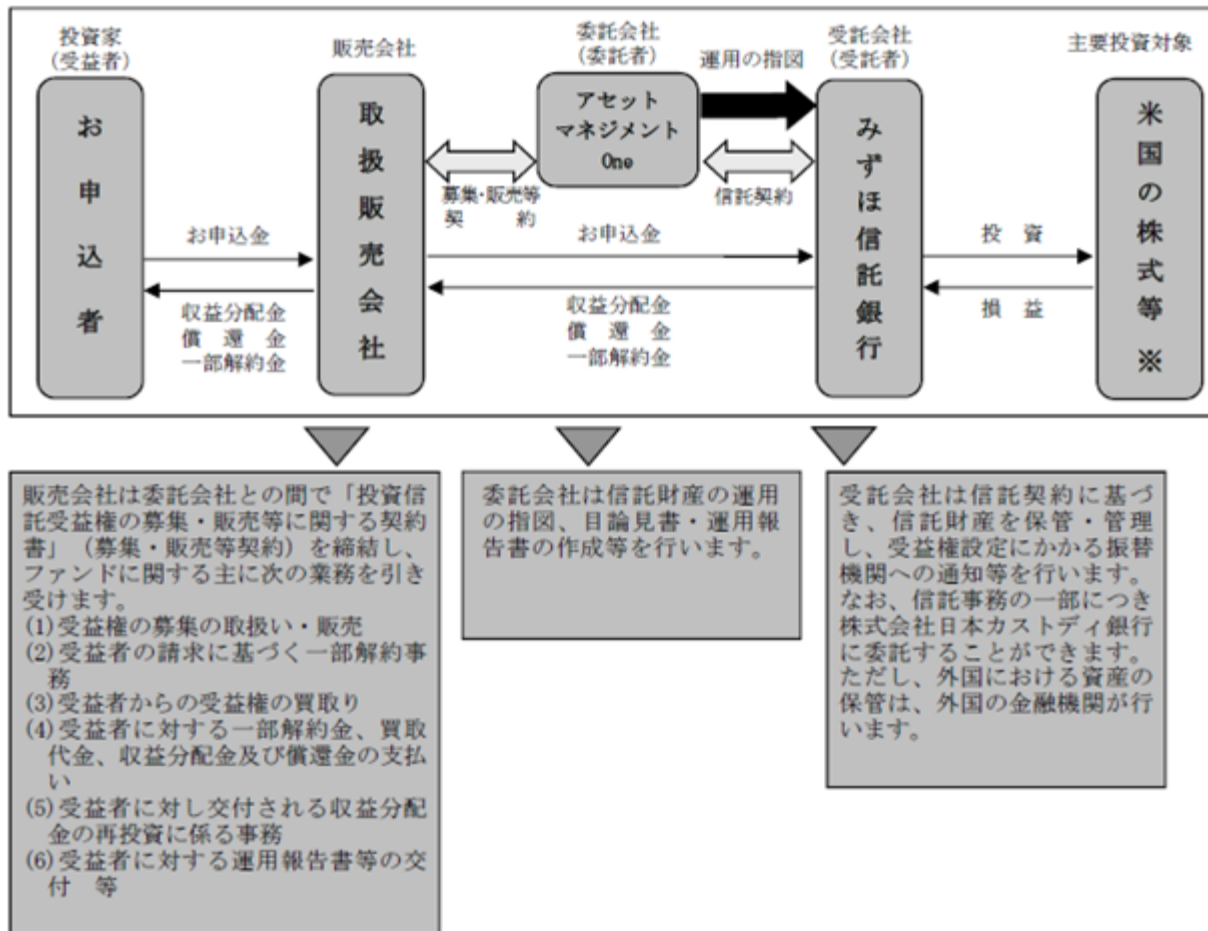 投資家
(受益者)
販売会社
委託会社
(委託者)
運用の指図
受託会社
(受託者)
主要投資対象
お申込者
取扱販売会社
アセット
マネジメント
One
みずほ信託銀行
米国の株式等 ※
募集・販売等
契 約
信託契約
お申込金
収益分配金
償 還 金
一部解約金
お申込金
収益分配金
償 還 金
一部解約金
投 資
損 益
販売会社は委託会社との間で「投資信
託受益権の募集・販売等に関する契約
書」(募集・販売等契約)を締結し、
ファンドに関する主に次の業務を引き
受けます。
(1)受益権の募集の取扱い・販売
(2)受益者の請求に基づく一部解約事
務
(3)受益者からの受益権の買取り
(4)受益者に対する一部解約金、買取
代金、収益分配金及び償還金の支払
い
(5)受益者に対し交付される収益分配
金の再投資に係る事務
(6)受益者に対する運用報告書等の交
付 等
委託会社は信託財産の運用
の指図、目論見書・運用報
告書の作成等を行います。
受託会社は信託契約に基づ
き、信託財産を保管・管理
し、受益権設定にかかる振替
機関への通知等を行います。
なお、信託事務の一部につき
株式会社日本カストディ銀行
に委託することができます。
ただし、外国における資産の
保管は、外国の金融機関が行
います。